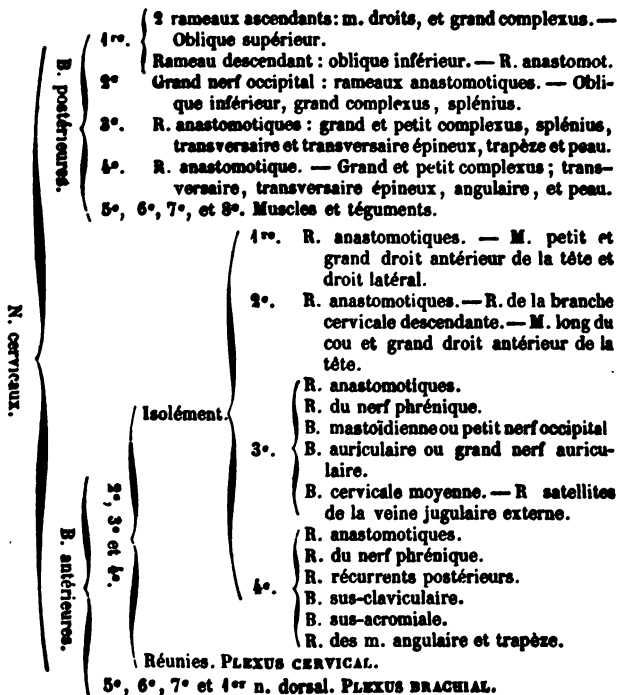 N. cervicaux.
B. postérieures.
1re. 2 rameaux ascendants: m. droits, et grand complexus. —
Oblique supérieur.
Rameau descendant : oblique inférieur. — R. anastomot.
2e Grand nerf occipital : rameaux anastomotiques. — Obli-
que inférieur, grand complexus, splénius.
3e. R. anastomotiques : grand et petit complexus, splénius,
transversaire et transversaire épineux, trapèze et peau.
4e. R. anastomotique. — Grand et petit complexus ; trans-
versaire, transversaire épineux, angulaire, et peau.
5e, 6e, 7e, et 8e. Muscles et téguments.
B. antérieures.
2e, 3e et 4e.
Isolément.
1re. R. anastomotiques. — M. petit et
grand droit antérieur de la tête et
droit latéral.
2e. R. anastomotiques. — R. de la branche
cervicale descendante. — M. long du
cou et grand droit antérieur de la
tête.
3e. R. anastomotiques.
R. du nerf phrénique.
B. mastoïdienne ou petit nerf occipital
B. auriculaire ou grand nerf auricu-
laire.
B. cervicale moyenne. — R satellites
de la veine jugulaire externe.
4e. R. anastomotiques.
R. du nerf phrénique.
R. récurrents postérieurs.
B. sus-claviculaire.
B. sus-acromiale.
R. des m. angulaire et trapèze.
Réunies. PLEXUS CERVICAL.
5e, 6e, 7e et 1er n. dorsal. PLEXUS BRACHIAL.